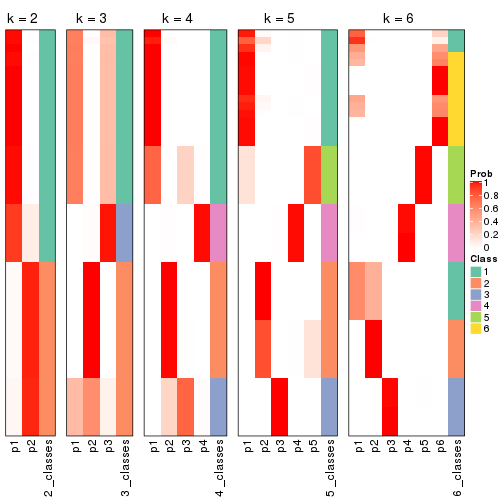 k = 2
k = 3
k = 4
k = 5
k = 6
Prob
1
0.8
0.6
0.4
0.2
0
Class
1
2
3
4
5
6
p1
p2
2_classes
p1
p2
p3
3_classes
p1
p2
p3
p4
4_classes
p1
p2
p3
p4
p5
5_classes
p1
p2
p3
p4
p5
p6
6_classes